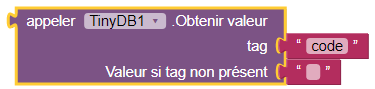 appeler TinyDB1 .Obtenir valeur
tag “ code ”
Valeur si tag non présent “ ”